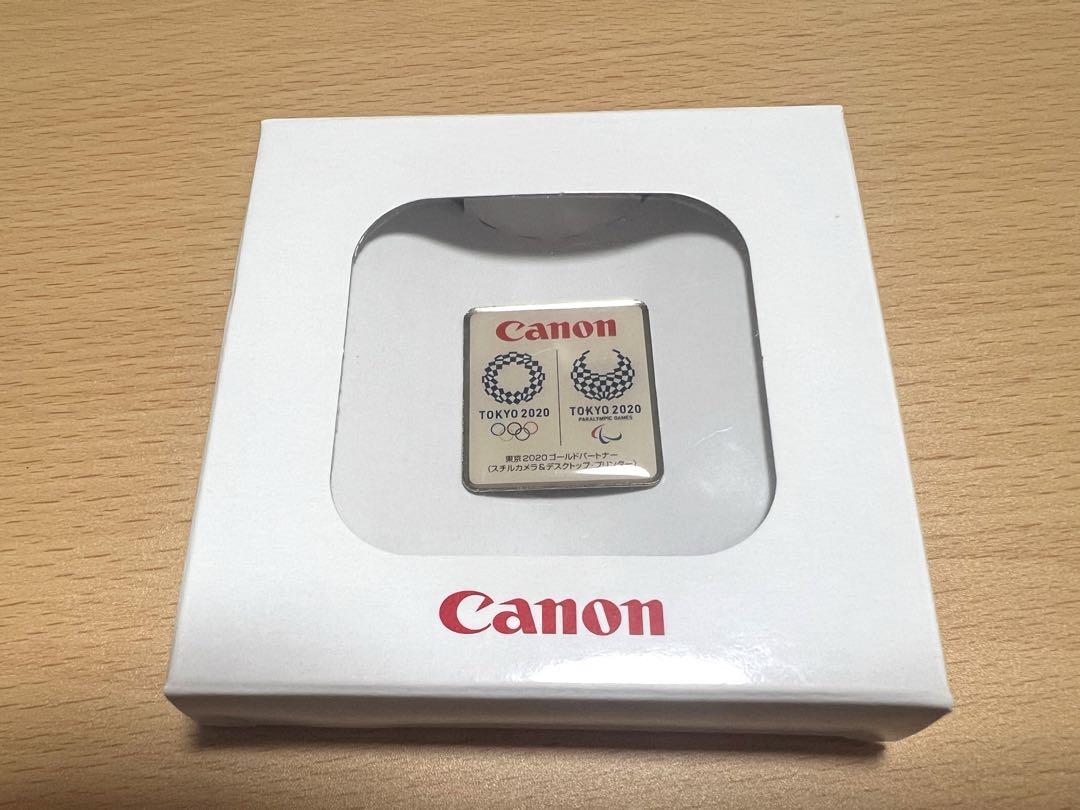 Canon
TOKYO 2020
TOKYO 2020
PARALYMPIC GAMES
東京2020ゴールドパートナー
(スチルカメラ&デスクトップ・プリンター)
Canon